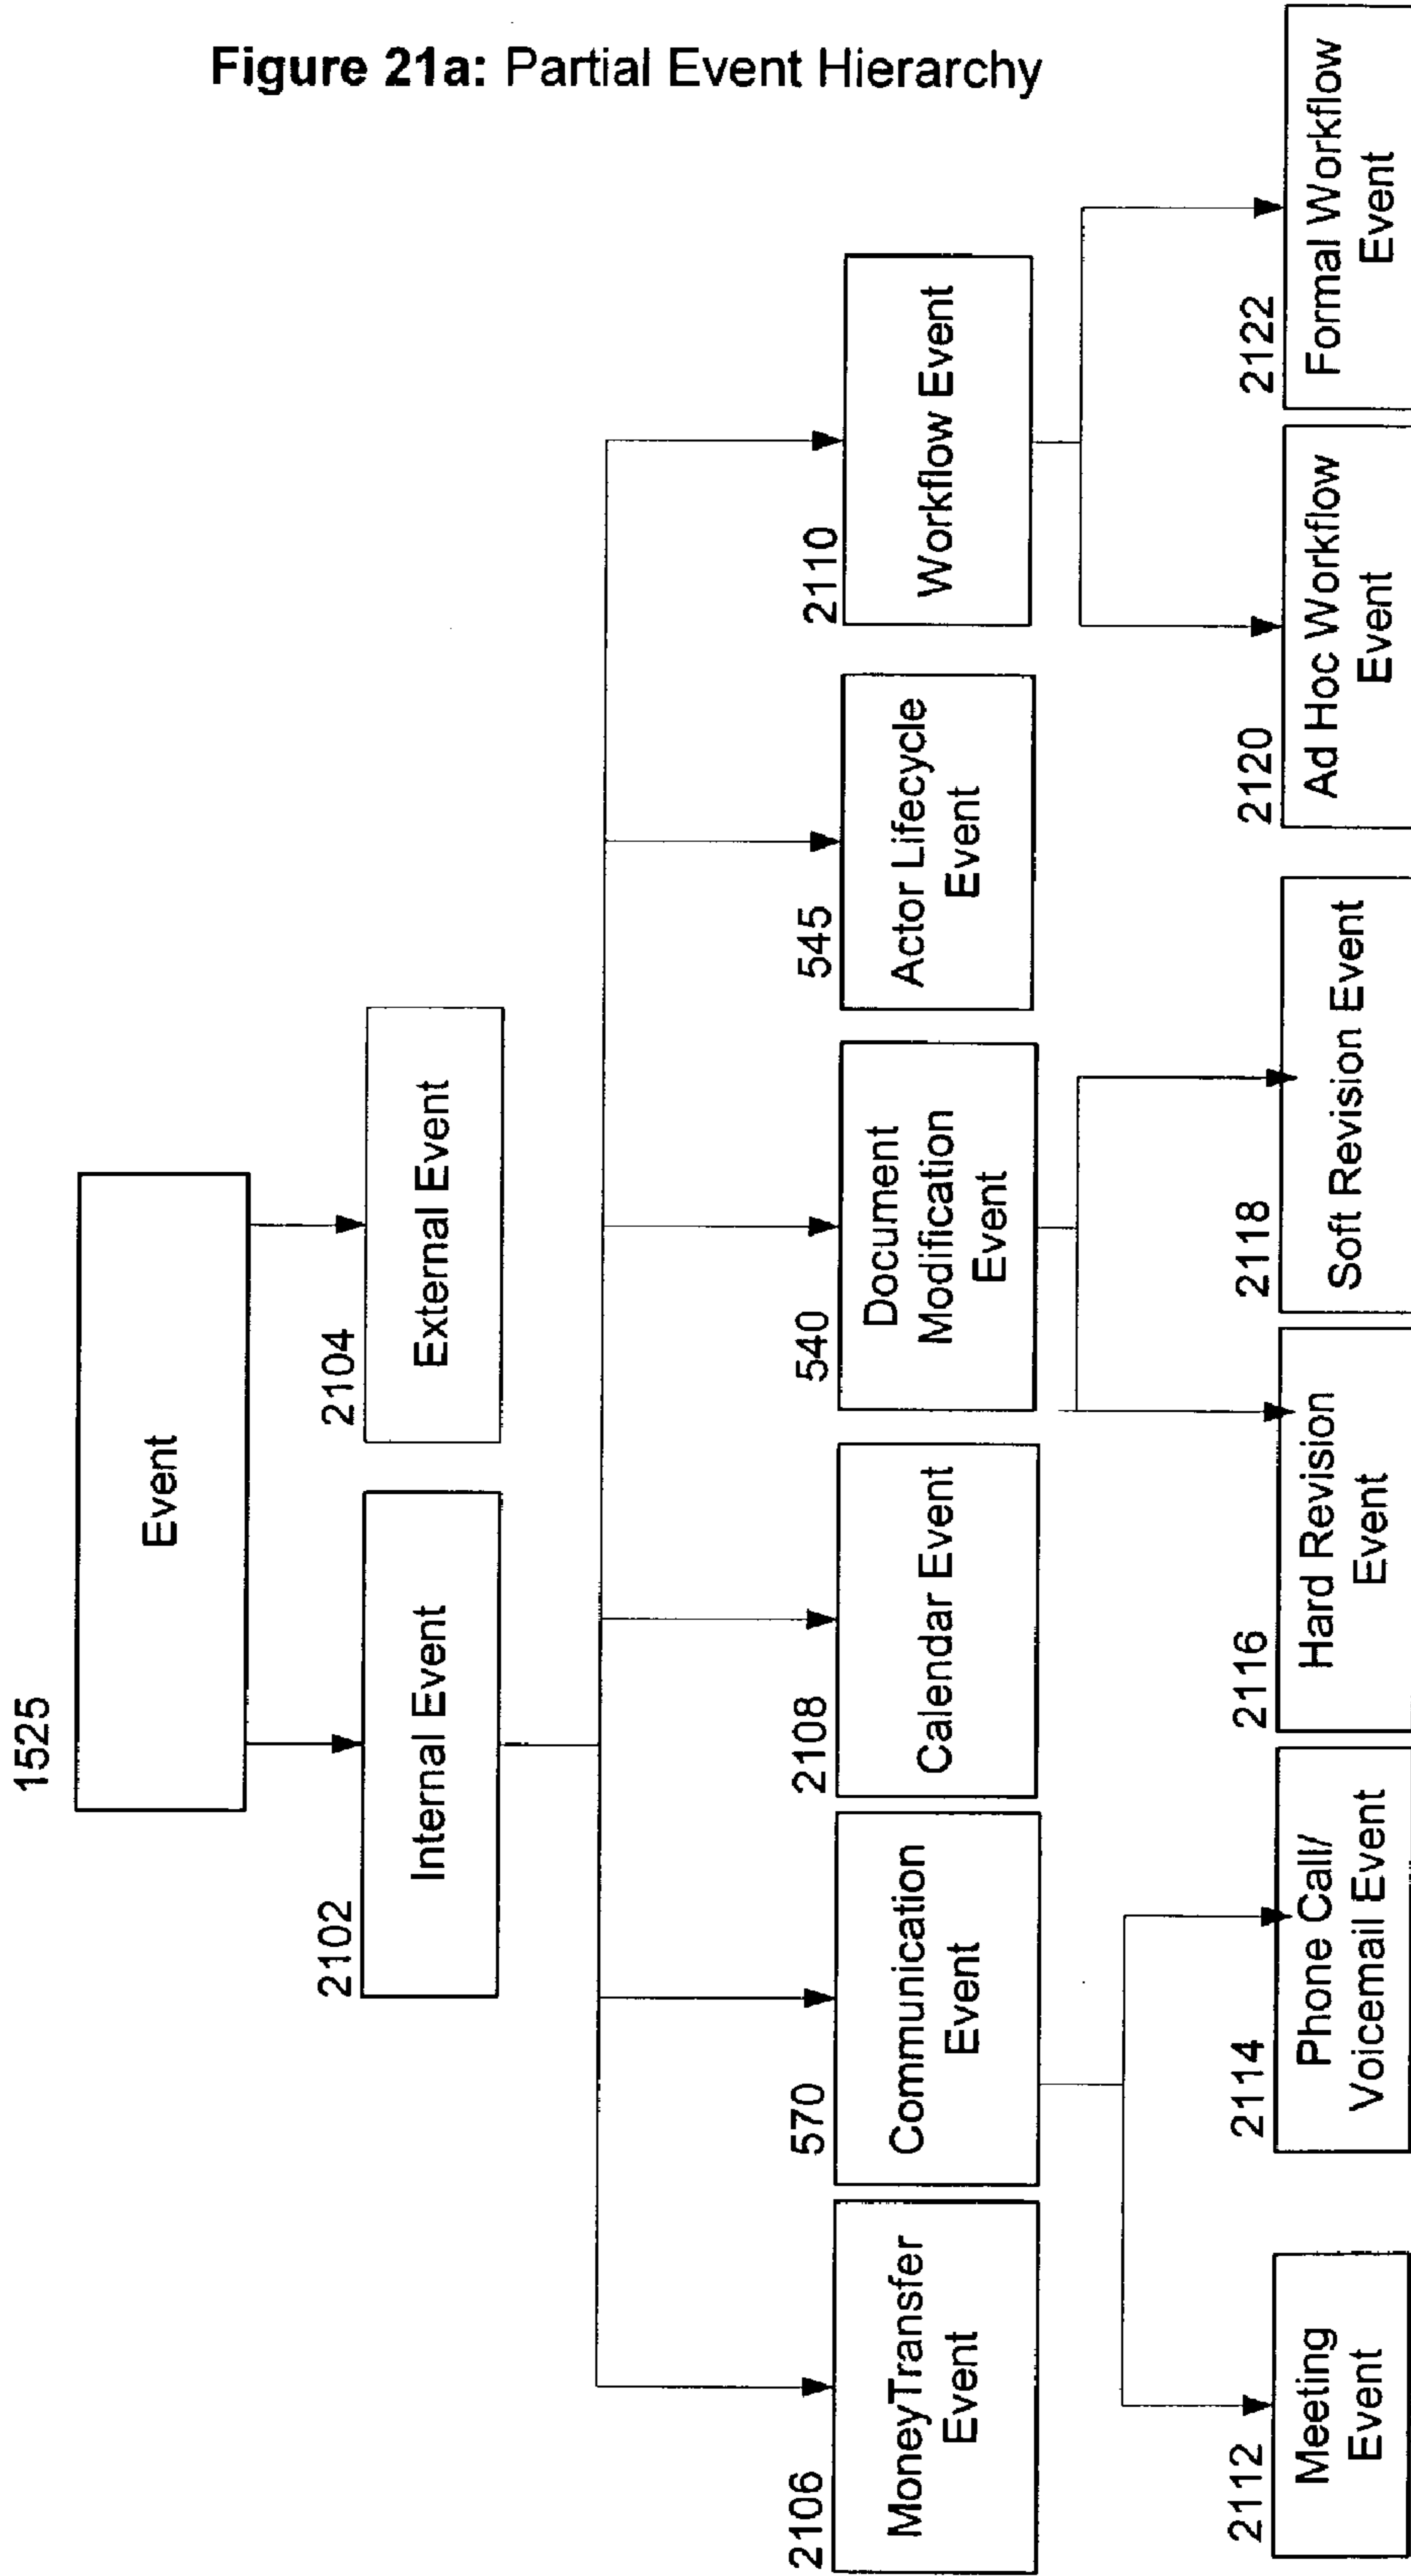 Figure 21a: Partial Event Hierarchy
1525
Event
2102
Internal Event
2104
External Event
2106
MoneyTransfer
Event
570
Communication
Event
2108
Calendar Event
540
Document
Modification
Event
545
Actor Lifecycle
Event
2110
Workflow Event
2112
Meeting
Event
2114
Phone Call/
Voicemail Event
2116
Hard Revision
Event
2118
Soft Revision Event
2120
Ad Hoc Workflow
Event
2122
Formal Workflow
Event